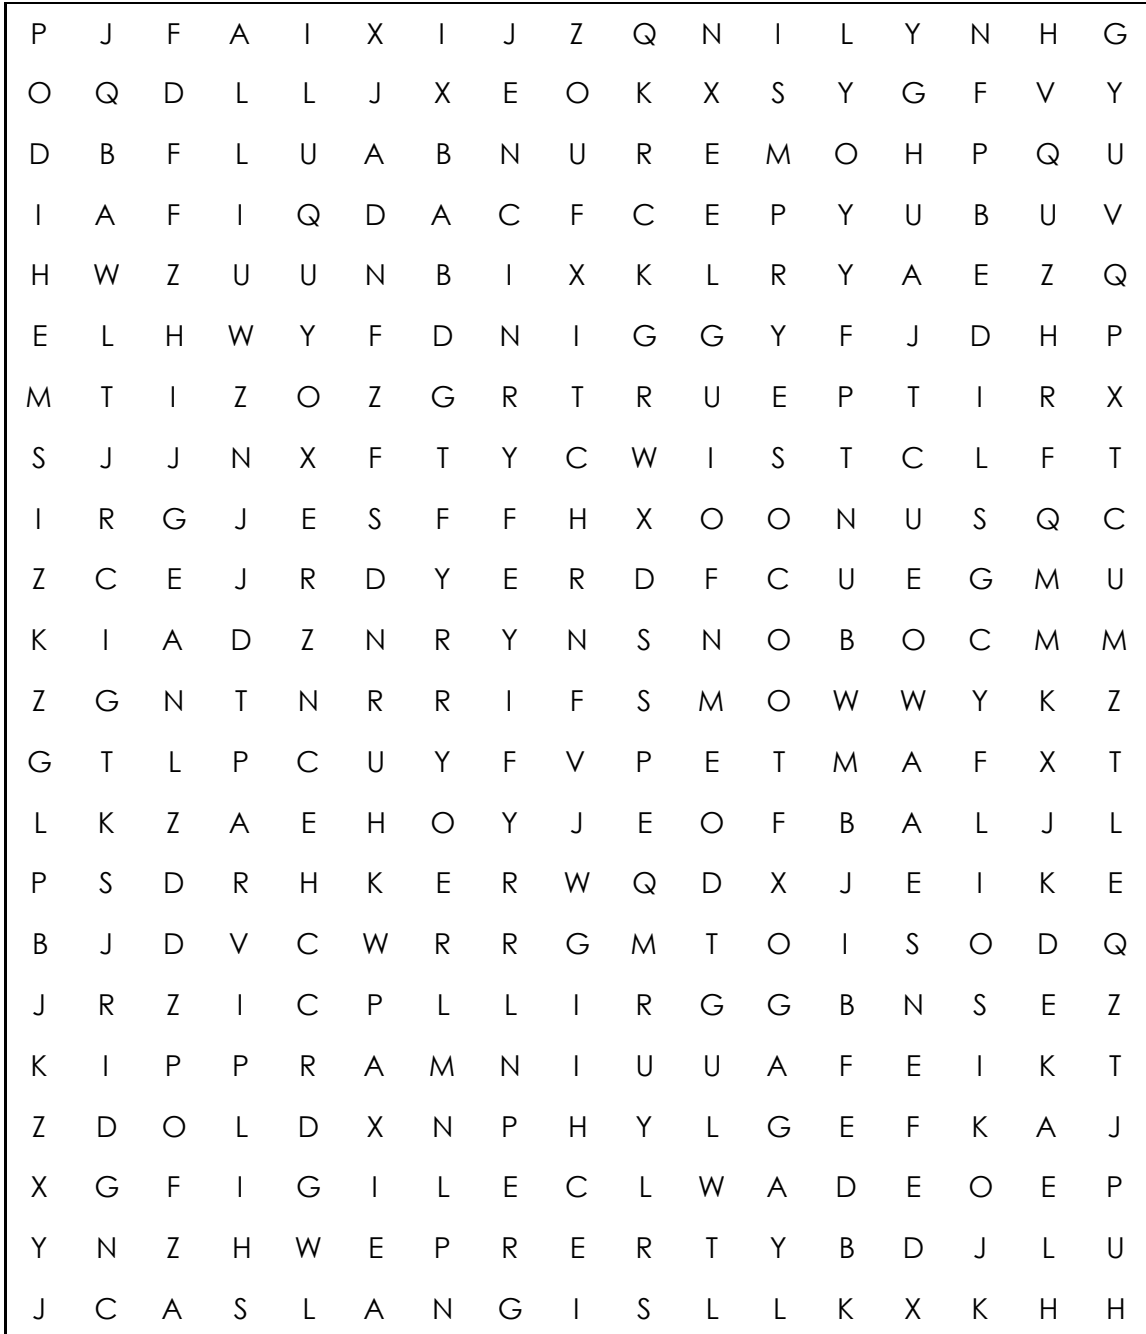 P J F A I X I J Z Q N I L Y N H G
O Q D L L J X E O K X S Y G F V Y
D B F L U A B N U R E M O H P Q U
I A F I Q D A C F C E P Y U B U V
H W Z U U N B I X K L R Y A E Z Q
E L H W Y F D N I G G Y F J D H P
M T I Z O Z G R T R U E P T I R X
S J J N X F T Y C W I S T C L F T
I R G J E S F F H X O O N U S Q C
Z C E J R D Y E R D F C U E G M U
K I A D Z N R Y N S N O B O C M M
Z G N T N R R I F S M O W W Y K Z
G T L P C U Y F V P E T M A F X T
L K Z A E H O Y J E O F B A L J L
P S D R H K E R W Q D X J E I K E
B J D V C W R R G M T O I S O D Q
J R Z I C P L L I R G G B N S E Z
K I P P R A M N I U U A F E I K T
Z D O L D X N P H Y L G E F K A J
X G F I G I L E C L W A D E O E P
Y N Z H W E P R E R T Y B D J L U
J C A S L A N G I S L L K X K H H